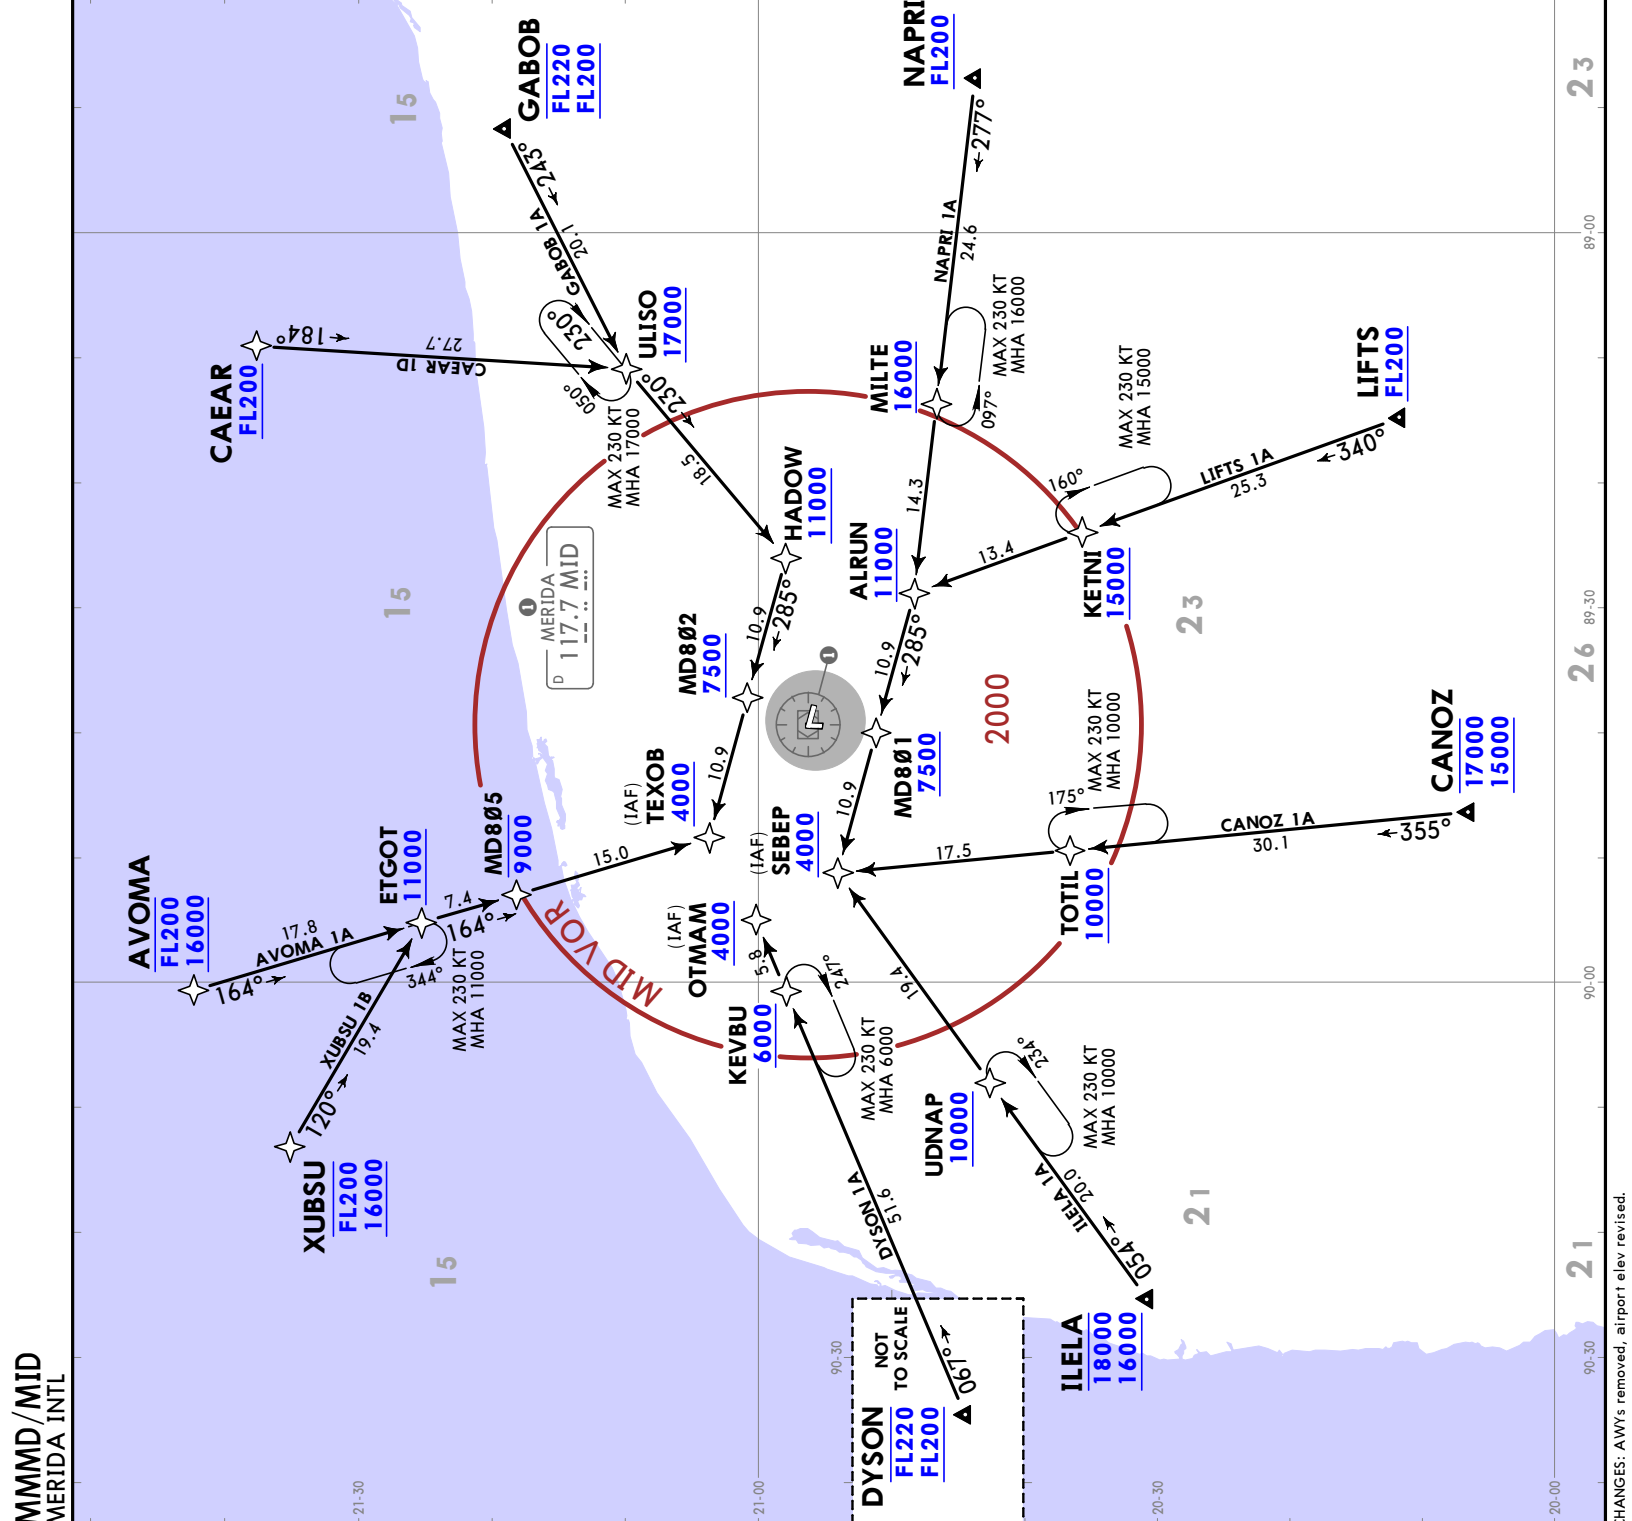 MMMD/MID
MERIDA INTL
CAEAR
FL200
184°
27.7
CAEAR 1D
GABOB
FL220
FL200
243°
GABOB 1A
20.1
ULISO
17000
230°
050°
MAX 230 KT
MHA 17000
230°
18.5
HADOW
11000
285°
10.9
MD8Ø2
7500
10.9
(IAF)
TEXOB
4000
NAPRI
FL200
277°
NAPRI 1A
24.6
MILTE
16000
097°
MAX 230 KT
MHA 16000
14.3
ALRUN
11000
285°
10.9
MD8Ø1
7500
10.9
(IAF)
SEBEP
4000
LIFTS
FL200
340°
LIFTS 1A
25.3
KETNI
15000
160°
MAX 230 KT
MHA 15000
13.4
CANOZ
17000
15000
355°
CANOZ 1A
30.1
TOTIL
10000
175°
MAX 230 KT
MHA 10000
17.5
ILELA
18000
16000
054°
ILELA 1A
20.0
UDNAP
10000
234°
MAX 230 KT
MHA 10000
19.4
DYSON
FL220
FL200
NOT
TO SCALE
067°
DYSON 1A
51.6
KEVBU
6000
247°
MAX 230 KT
MHA 6000
5.8
(IAF)
OTMAM
4000
AVOMA
FL200
16000
164°
AVOMA 1A
17.8
XUBSU
FL200
16000
120°
XUBSU 1B
19.4
ETGOT
11000
344°
MAX 230 KT
MHA 11000
164°
7.4
MD8Ø5
9000
15.0
MID VOR
2000
1
MERIDA
D 117.7 MID
1
15
15
15
23
23
26
21
21
21-30
21-00
20-30
20-00
90-30
90-30
90-00
89-30
89-00
CHANGES: AWYs removed, airport elev revised.